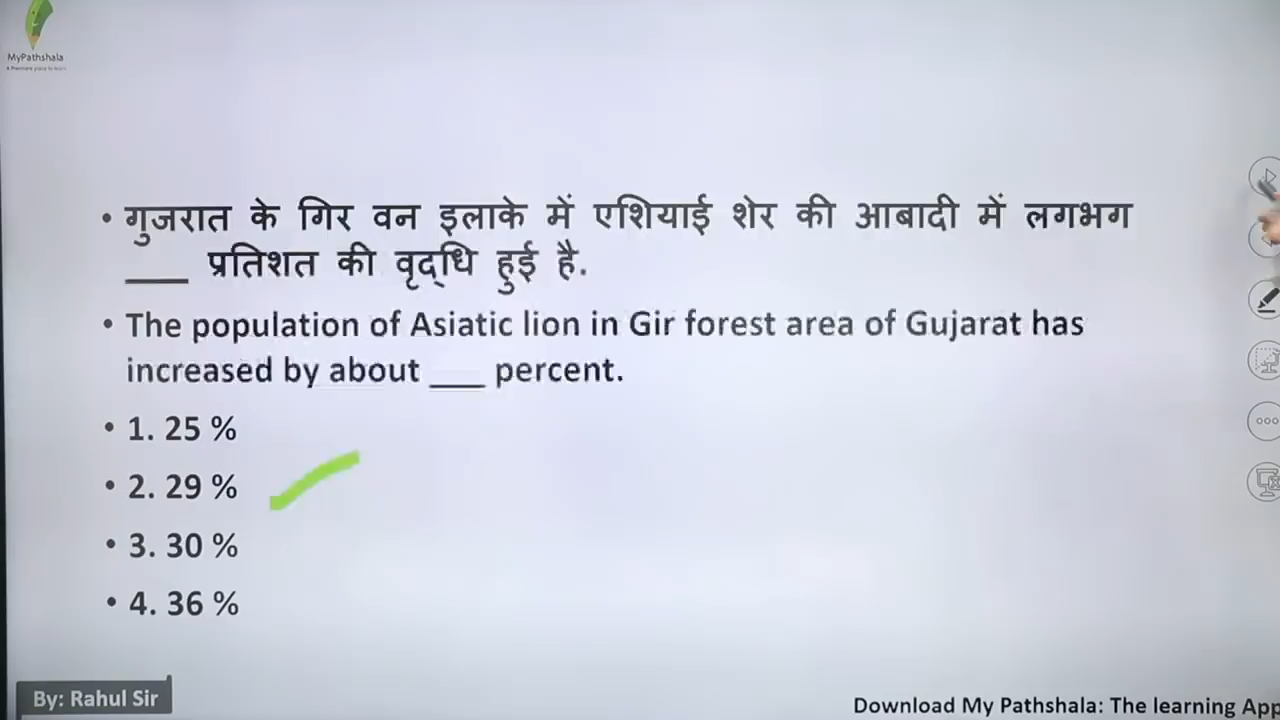 MyPathshala
• गुजरात के गिर वन इलाके में एशियाई शेर की आबादी में लगभग
___ प्रतिशत की वृद्धि हुई है.
• The population of Asiatic lion in Gir forest area of Gujarat has
increased by about ___ percent.
• 1. 25 %
• 2. 29 %
• 3. 30 %
• 4. 36 %
By: Rahul Sir
Download My Pathshala: The learning App